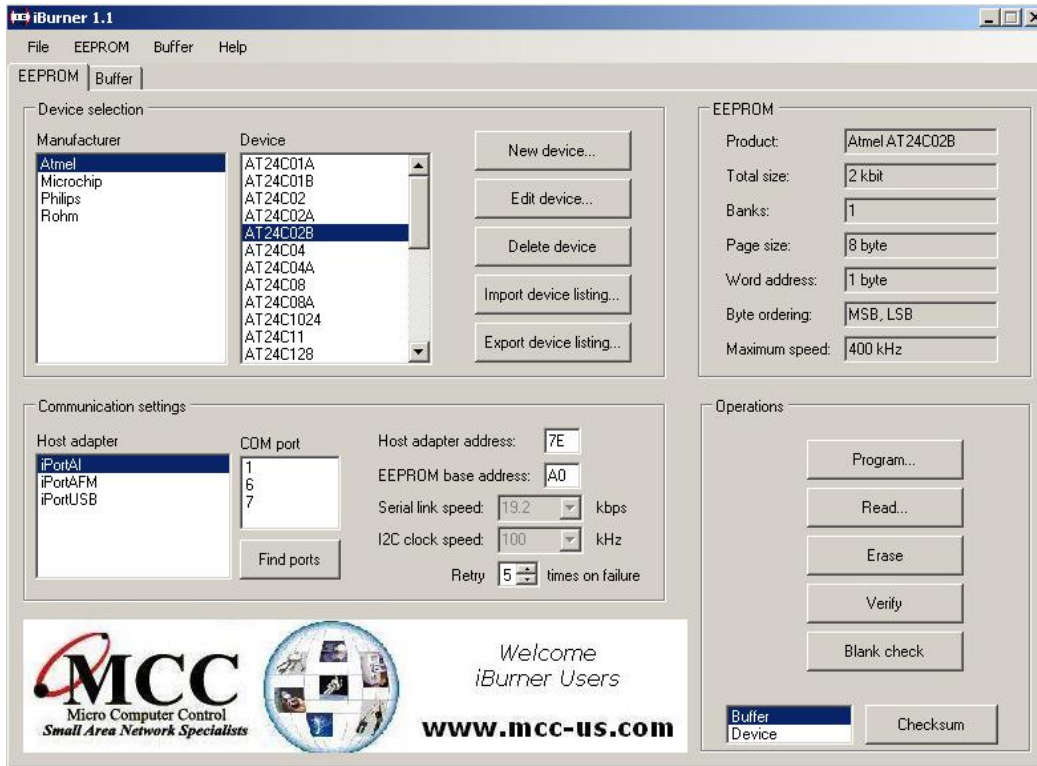 iBurner 1.1
File EEPROM Buffer Help
EEPROM Buffer
Device selection
Manufacturer
Atmel
Microchip
Philips
Rohm
Device
AT24C01A
AT24C01B
AT24C02
AT24C02A
AT24C02B
AT24C04
AT24C04A
AT24C08
AT24C08A
AT24C1024
AT24C11
AT24C128
New device...
Edit device...
Delete device
Import device listing...
Export device listing...
EEPROM
Product: Atmel AT24C02B
Total size: 2 kbit
Banks: 1
Page size: 8 byte
Word address: 1 byte
Byte ordering: MSB, LSB
Maximum speed: 400 kHz
Communication settings
Host adapter
iPortAI
iPortAFM
iPortUSB
COM port
1
6
7
Find ports
Host adapter address: 7E
EEPROM base address: A0
Serial link speed: 19.2 kbps
I2C clock speed: 100 kHz
Retry 5 times on failure
Operations
Program...
Read...
Erase
Verify
Blank check
Buffer
Device
Checksum
MCC
Micro Computer Control
Small Area Network Specialists
Welcome
iBurner Users
www.mcc-us.com